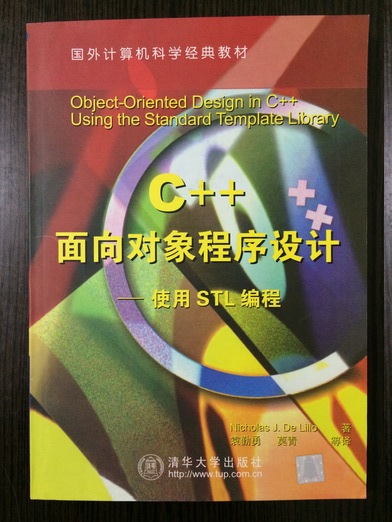 国外计算机科学经典教材
Object-Oriented Design in C++
Using the Standard Template Library
C++
面向对象程序设计
——使用 STL 编程
Nicholas J. De Lillo 著
清华大学出版社
http://www.tup.com.cn